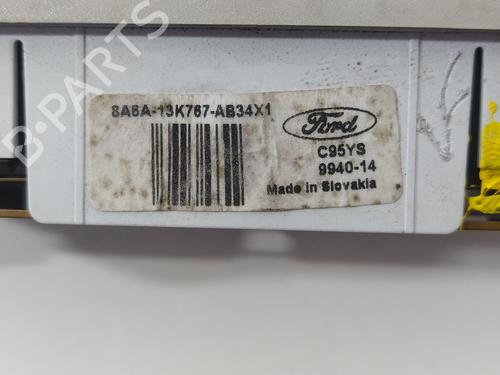 8A6A-13K767-AB34X1
Ford
C95YS
9940-14
Made in Slovakia
B-PARTS